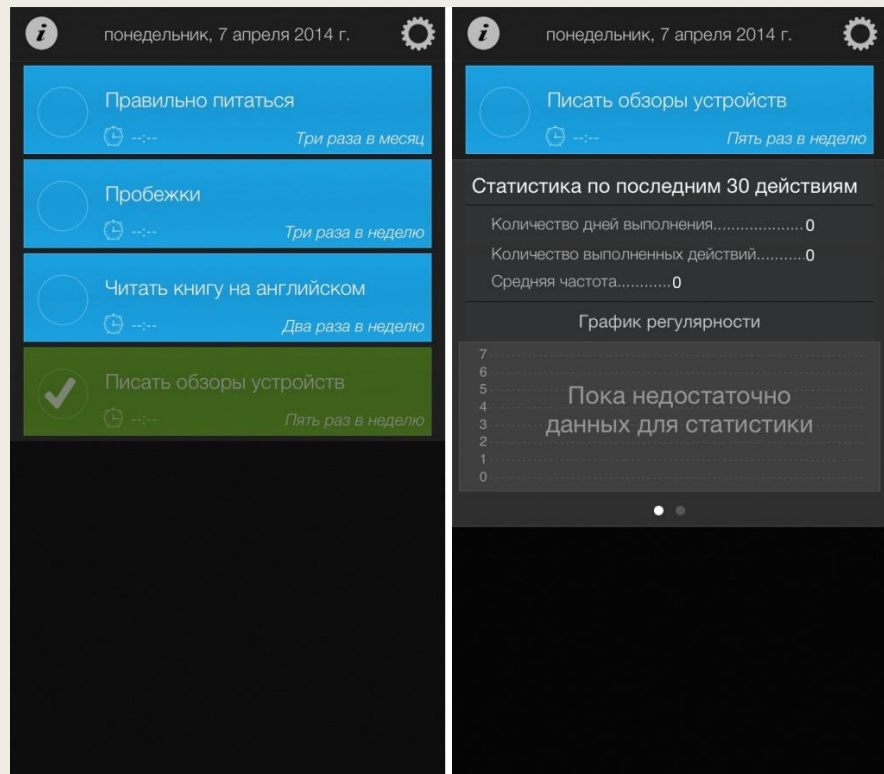 i
понедельник, 7 апреля 2014 г.
Правильно питаться
--:--
Три раза в месяц
Пробежки
--:--
Три раза в неделю
Читать книгу на английском
--:--
Два раза в неделю
Писать обзоры устройств
--:--
Пять раз в неделю
i
понедельник, 7 апреля 2014 г.
Писать обзоры устройств
--:--
Пять раз в неделю
Статистика по последним 30 действиям
Количество дней выполнения....................0
Количество выполненных действий...........0
Средняя частота............0
График регулярности
7
6
5
4
3
2
1
0
Пока недостаточно
данных для статистики